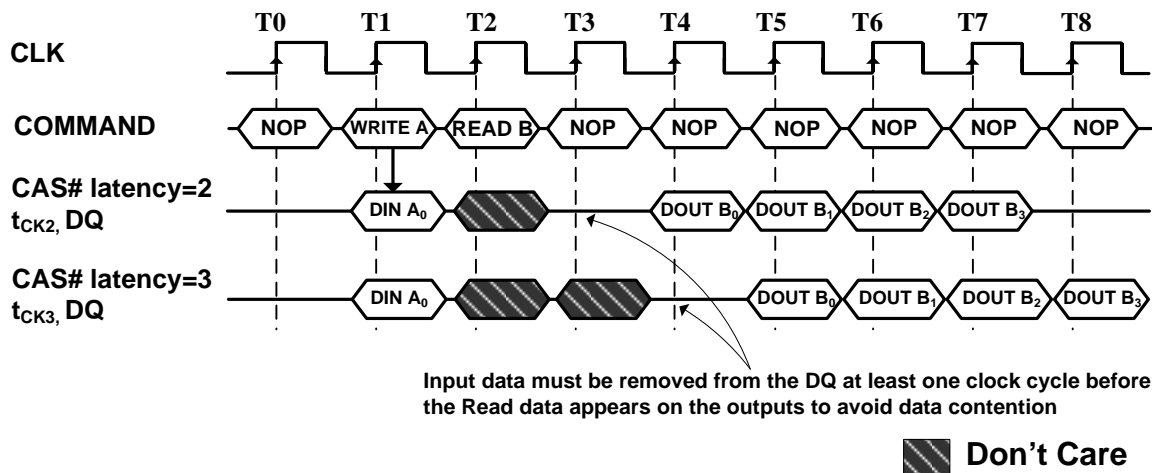 T0 T1 T2 T3 T4 T5 T6 T7 T8
CLK
COMMAND NOP WRITE A READ B NOP NOP NOP NOP NOP NOP
CAS# latency=2
tCK2, DQ DIN A0 DOUT B0 DOUT B1 DOUT B2 DOUT B3
CAS# latency=3
tCK3, DQ DIN A0 DOUT B0 DOUT B1 DOUT B2 DOUT B3
Input data must be removed from the DQ at least one clock cycle before
the Read data appears on the outputs to avoid data contention
Don't Care